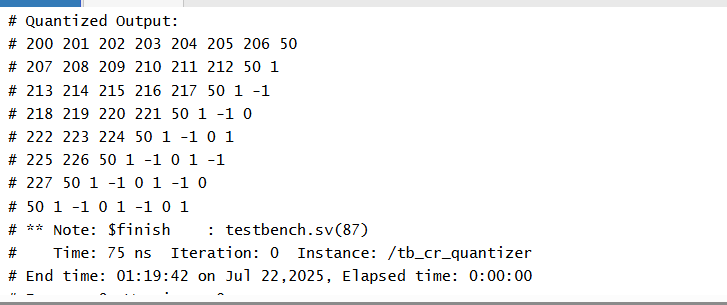 # Quantized Output:
# 200 201 202 203 204 205 206 50
# 207 208 209 210 211 212 50 1
# 213 214 215 216 217 50 1 -1
# 218 219 220 221 50 1 -1 0
# 222 223 224 50 1 -1 0 1
# 225 226 50 1 -1 0 1 -1
# 227 50 1 -1 0 1 -1 0
# 50 1 -1 0 1 -1 0 1
# ** Note: $finish    : testbench.sv(87)
#    Time: 75 ns  Iteration: 0  Instance: /tb_cr_quantizer
# End time: 01:19:42 on Jul 22,2025, Elapsed time: 0:00:00